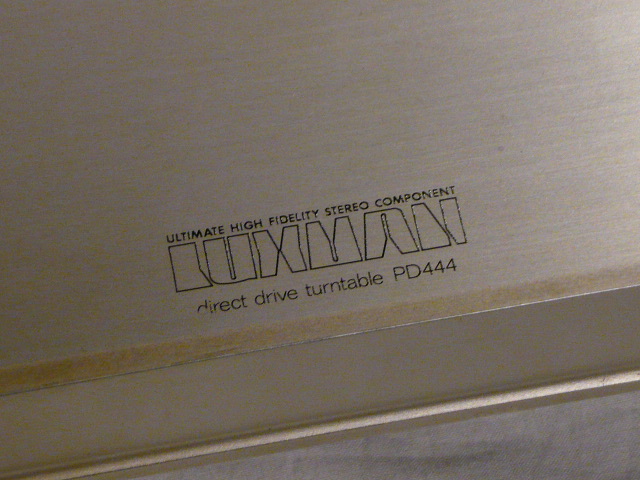 ULTIMATE HIGH FIDELITY STEREO COMPONENT
LUXMAN
direct drive turntable PD444